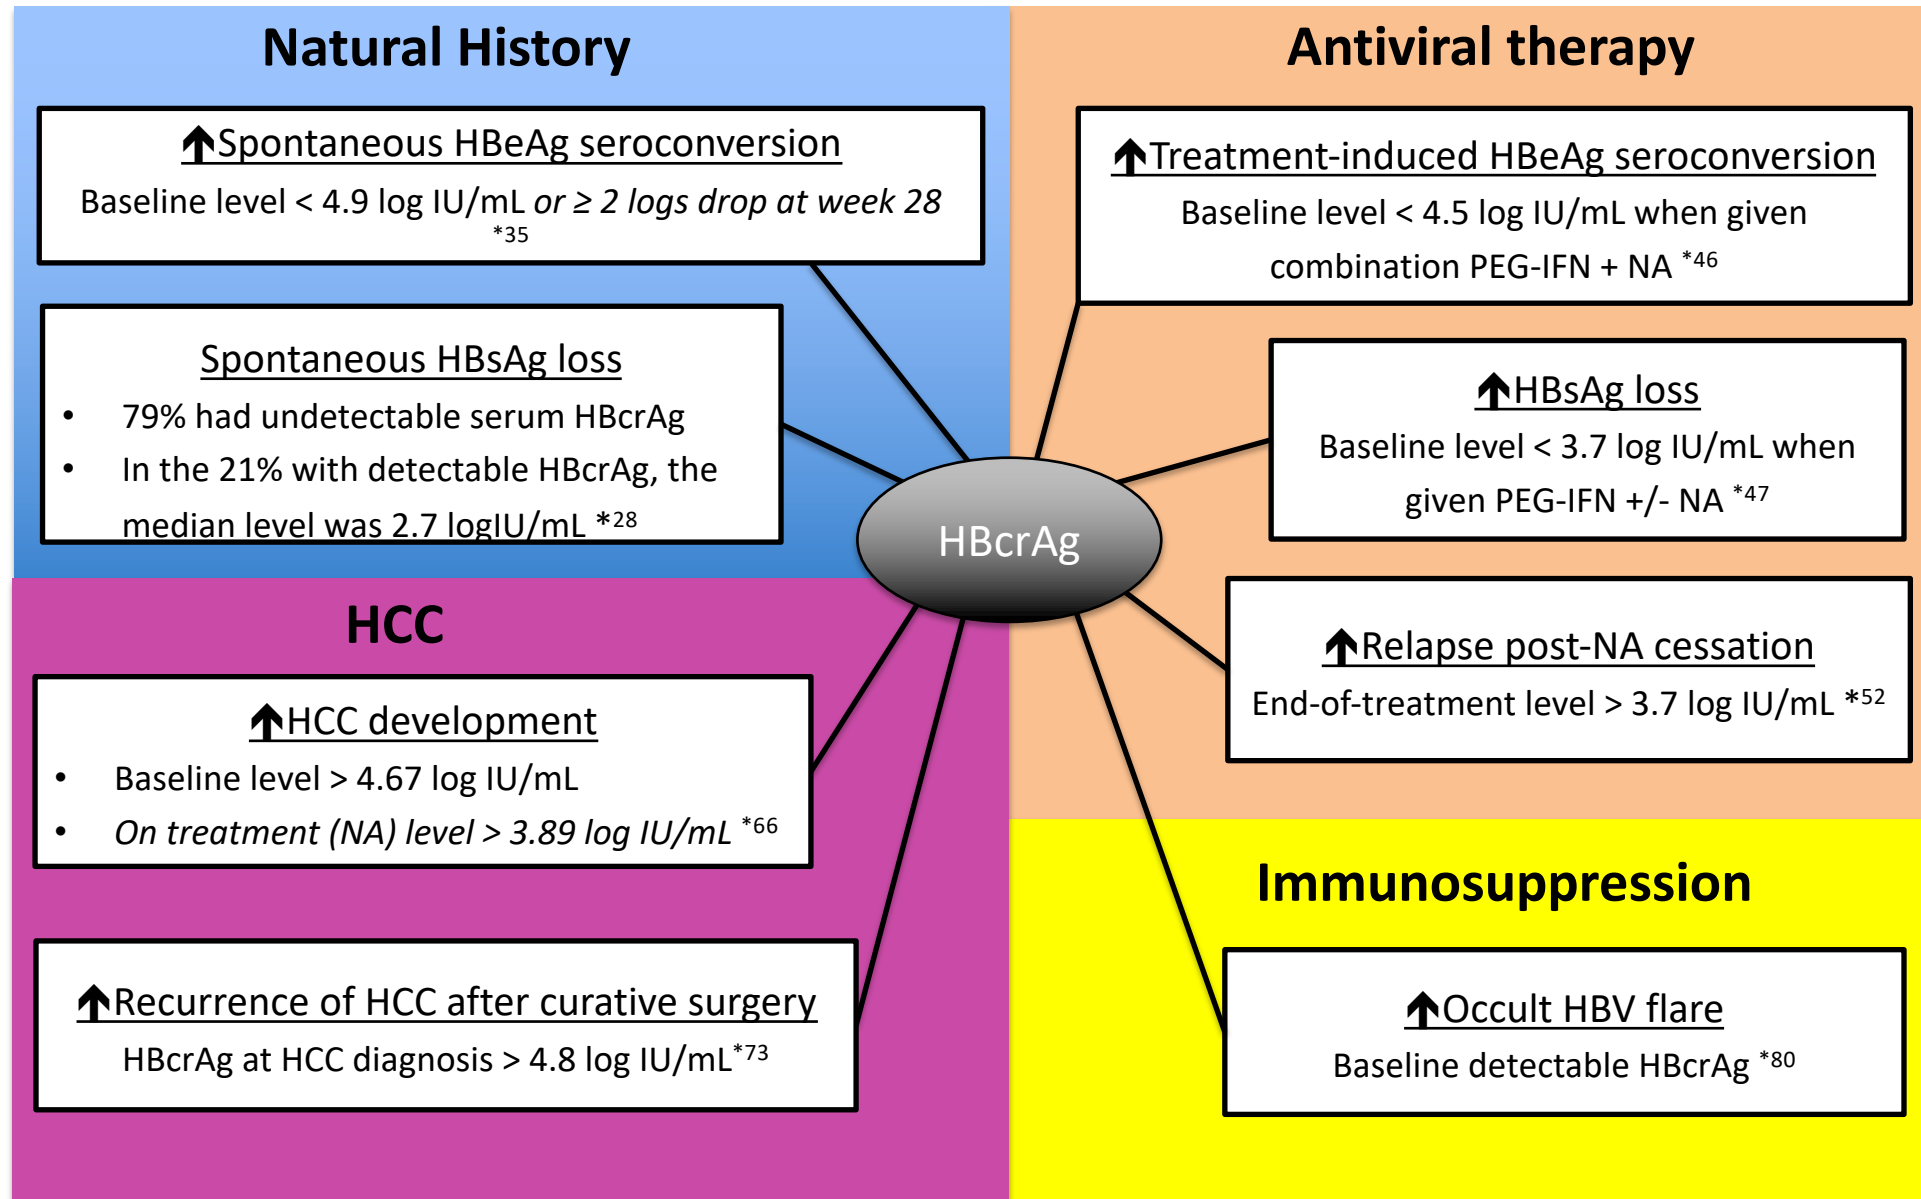 Natural History
↑Spontaneous HBeAg seroconversion
Baseline level < 4.9 log IU/mL or ≥ 2 logs drop at week 28
*35
Spontaneous HBsAg loss
• 79% had undetectable serum HBcrAg
• In the 21% with detectable HBcrAg, the
median level was 2.7 logIU/mL *28
Antiviral therapy
↑Treatment-induced HBeAg seroconversion
Baseline level < 4.5 log IU/mL when given
combination PEG-IFN + NA *46
↑HBsAg loss
Baseline level < 3.7 log IU/mL when
given PEG-IFN +/- NA *47
↑Relapse post-NA cessation
End-of-treatment level > 3.7 log IU/mL *52
HBcrAg
HCC
↑HCC development
• Baseline level > 4.67 log IU/mL
• On treatment (NA) level > 3.89 log IU/mL *66
↑Recurrence of HCC after curative surgery
HBcrAg at HCC diagnosis > 4.8 log IU/mL*73
Immunosuppression
↑Occult HBV flare
Baseline detectable HBcrAg *80